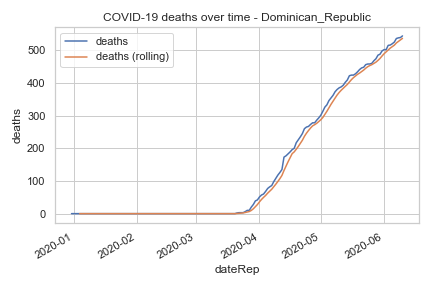 COVID-19 deaths over time - Dominican_Republic
deaths
deaths (rolling)
500
400
300
200
100
0
deaths
2020-01
2020-02
2020-03
2020-04
2020-05
2020-06
dateRep